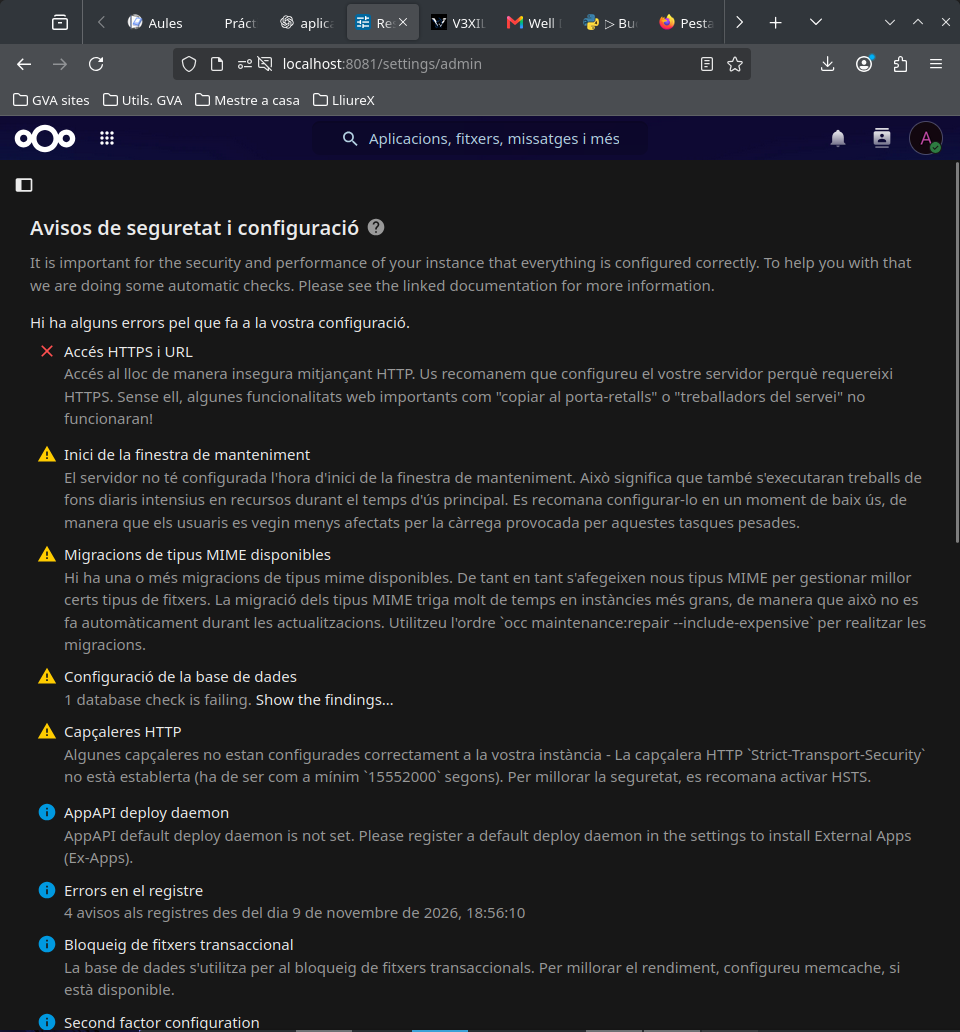 Aules
Práct
aplica
Re
V3XIL
Well
Bu
Pesta
localhost:8081/settings/admin
GVA sites
Utils. GVA
Mestre a casa
LliureX
Aplicacions, fitxers, missatges i més
A
Avisos de seguretat i configuració
It is important for the security and performance of your instance that everything is configured correctly. To help you with that
we are doing some automatic checks. Please see the linked documentation for more information.
Hi ha alguns errors pel que fa a la vostra configuració.
Accés HTTPS i URL
Accés al lloc de manera insegura mitjançant HTTP. Us recomanem que configureu el vostre servidor perquè requereixi
HTTPS. Sense ell, algunes funcionalitats web importants com "copiar al porta-retalls" o "treballadors del servei" no
funcionaran!
Inici de la finestra de manteniment
El servidor no té configurada l'hora d'inici de la finestra de manteniment. Això significa que també s'executaran treballs de
fons diaris intensius en recursos durant el temps d'ús principal. Es recomana configurar-lo en un moment de baix ús, de
manera que els usuaris es vegin menys afectats per la càrrega provocada per aquestes tasques pesades.
Migracions de tipus MIME disponibles
Hi ha una o més migracions de tipus mime disponibles. De tant en tant s'afegeixen nous tipus MIME per gestionar millor
certs tipus de fitxers. La migració dels tipus MIME triga molt de temps en instàncies més grans, de manera que això no es
fa automàticament durant les actualitzacions. Utilitzeu l'ordre `occ maintenance:repair --include-expensive` per realitzar les
migracions.
Configuració de la base de dades
1 database check is failing. Show the findings...
Capçaleres HTTP
Algunes capçaleres no estan configurades correctament a la vostra instància - La capçalera HTTP `Strict-Transport-Security`
no està establerta (ha de ser com a mínim `15552000` segons). Per millorar la seguretat, es recomana activar HSTS.
AppAPI deploy daemon
AppAPI default deploy daemon is not set. Please register a default deploy daemon in the settings to install External Apps
(Ex-Apps).
Errors en el registre
4 avisos als registres des del dia 9 de novembre de 2026, 18:56:10
Bloqueig de fitxers transaccional
La base de dades s'utilitza per al bloqueig de fitxers transaccionals. Per millorar el rendiment, configureu memcache, si
està disponible.
Second factor configuration